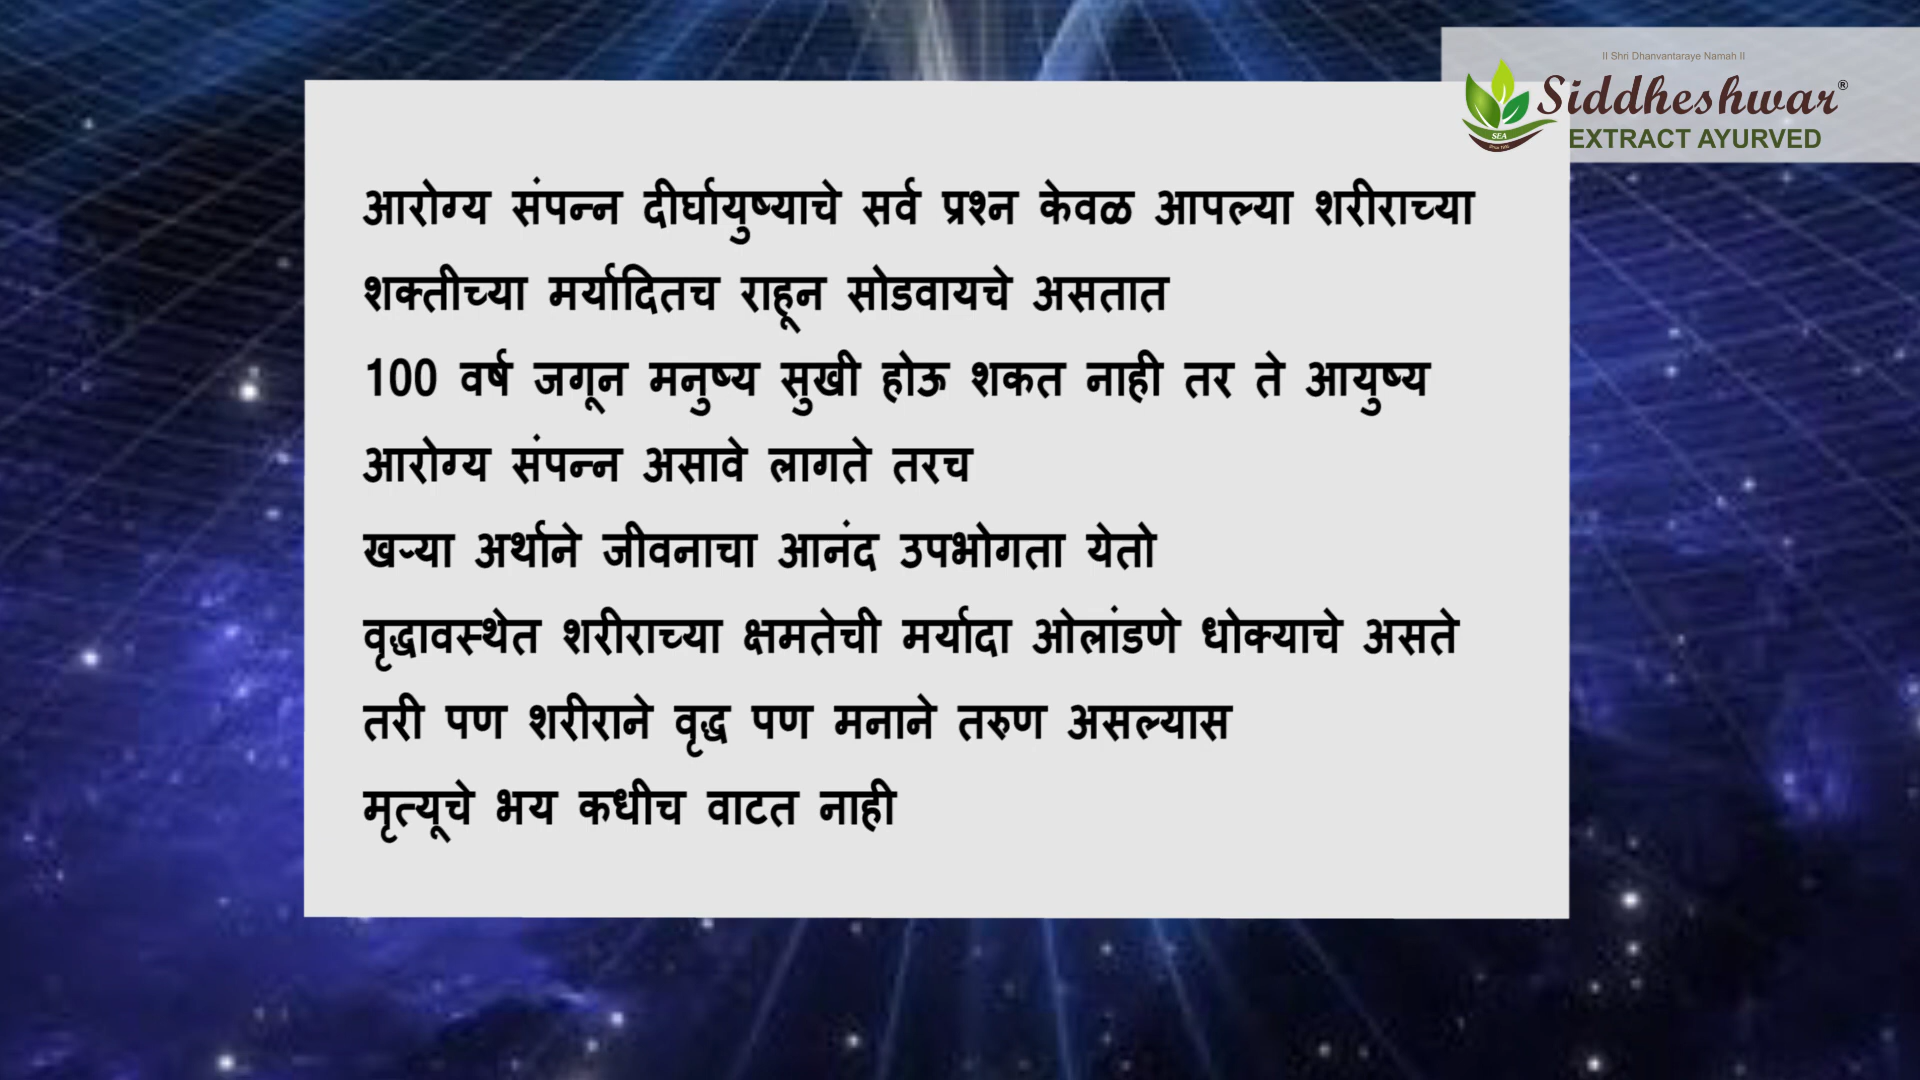 II Shri Dhanvantaraye Namah II
Siddheshwar®
SEA
EXTRACT AYURVED
आरोग्य संपन्न दीर्घायुष्याचे सर्व प्रश्न केवळ आपल्या शरीराच्या
शक्तीच्या मर्यादितच राहून सोडवायचे असतात
100 वर्ष जगून मनुष्य सुखी होऊ शकत नाही तर ते आयुष्य
आरोग्य संपन्न असावे लागते तरच
खऱ्या अर्थाने जीवनाचा आनंद उपभोगता येतो
वृद्धावस्थेत शरीराच्या क्षमतेची मर्यादा ओलांडणे धोक्याचे असते
तरी पण शरीराने वृद्ध पण मनाने तरुण असल्यास
मृत्यूचे भय कधीच वाटत नाही